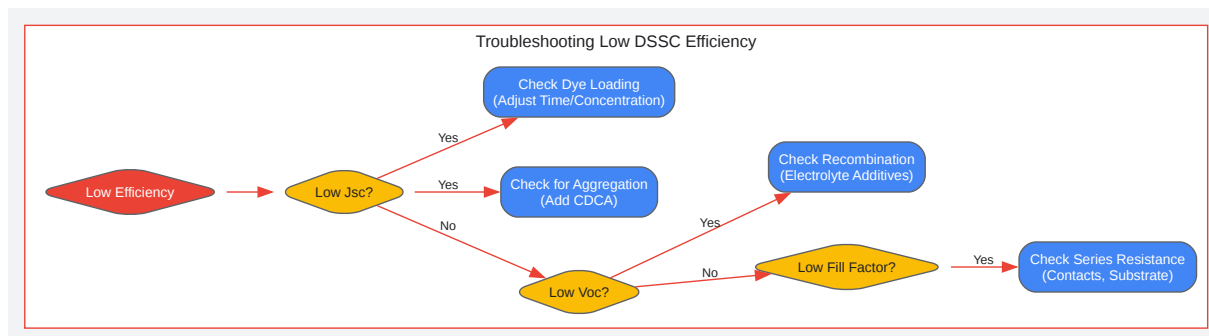 Troubleshooting Low DSSC Efficiency
Check Dye Loading
(Adjust Time/Concentration)
Yes
Low Efficiency
Low Jsc?
Yes
Check for Aggregation
(Add CDCA)
No
Check Recombination
(Electrolyte Additives)
Yes
Low Voc?
No
Low Fill Factor?
Yes
Check Series Resistance
(Contacts, Substrate)